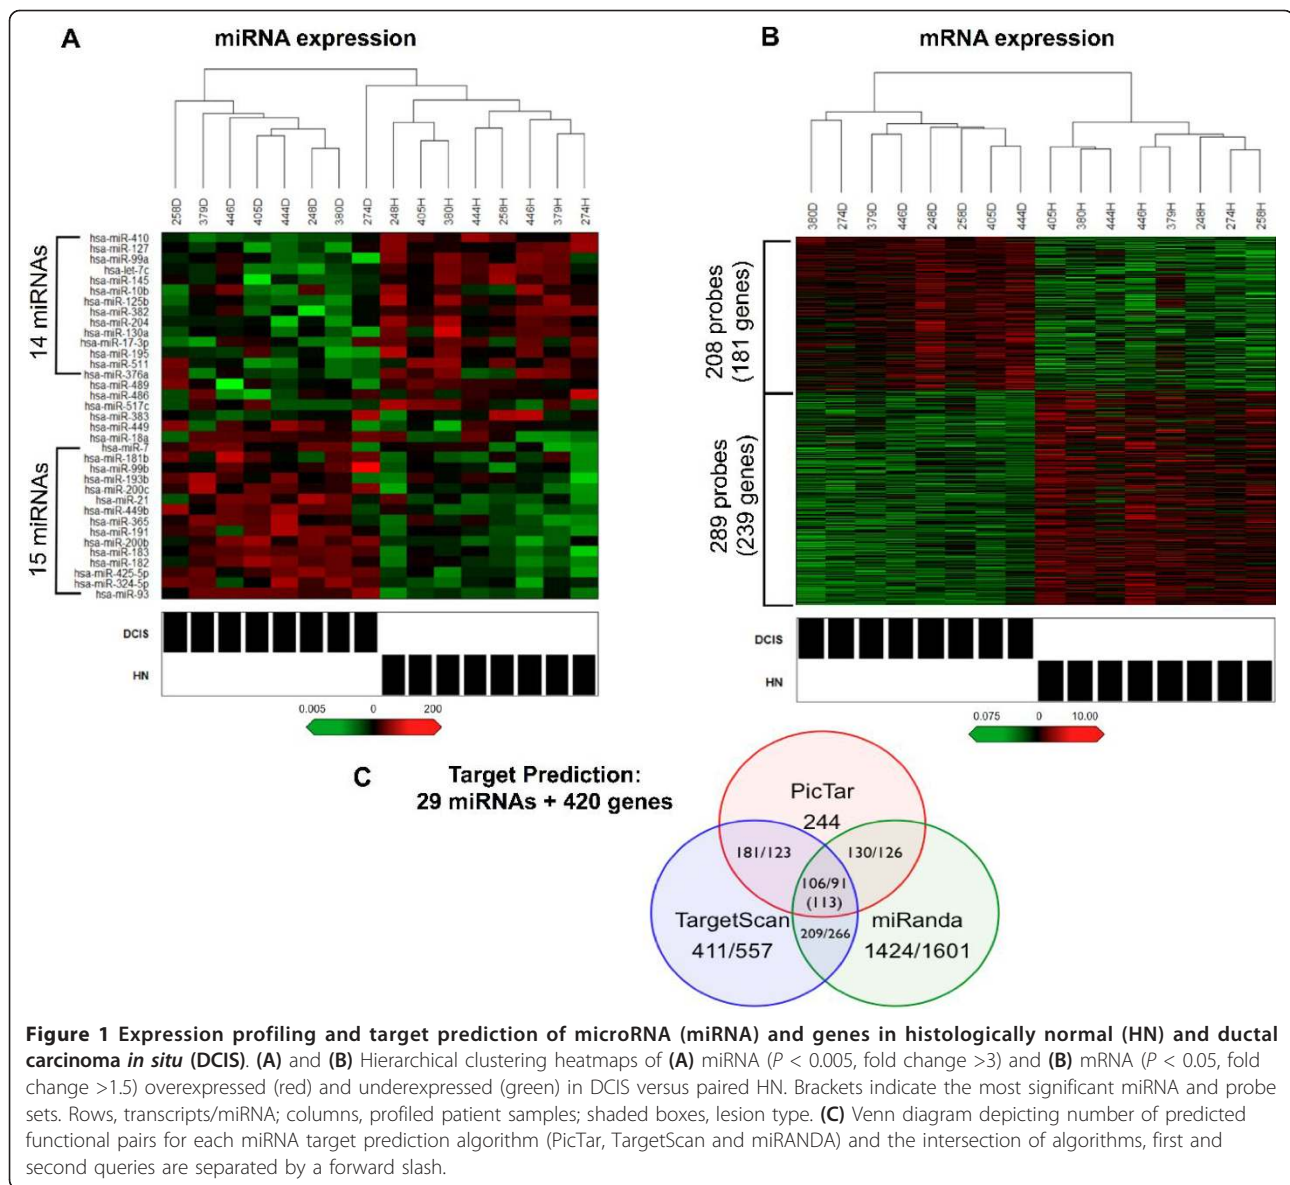 A
miRNA expression
258D
379D
446D
405D
444D
248D
380D
274D
248H
405H
380H
444H
258H
446H
379H
274H
14 miRNAs
hsa-miR-410
hsa-miR-127
hsa-miR-99a
hsa-let-7c
hsa-miR-145
hsa-miR-10b
hsa-miR-125b
hsa-miR-382
hsa-miR-204
hsa-miR-130a
hsa-miR-17-3p
hsa-miR-195
hsa-miR-511
hsa-miR-376a
hsa-miR-489
hsa-miR-486
hsa-miR-517c
hsa-miR-383
hsa-miR-449
hsa-miR-18a
15 miRNAs
hsa-miR-7
hsa-miR-181b
hsa-miR-99b
hsa-miR-193b
hsa-miR-200c
hsa-miR-21
hsa-miR-449b
hsa-miR-365
hsa-miR-191
hsa-miR-200b
hsa-miR-183
hsa-miR-182
hsa-miR-425-5p
hsa-miR-324-5p
hsa-miR-93
DCIS
HN
0.005 0 200
B
mRNA expression
380D
274D
379D
446D
248D
258D
405D
444D
405H
380H
444H
446H
379H
248H
274H
258H
208 probes
(181 genes)
289 probes
(239 genes)
DCIS
HN
0.075 0 10.00
C
Target Prediction:
29 miRNAs + 420 genes
PicTar
244
181/123
130/126
106/91
(113)
TargetScan
411/557
209/266
miRanda
1424/1601
Figure 1 Expression profiling and target prediction of microRNA (miRNA) and genes in histologically normal (HN) and ductal
carcinoma in situ (DCIS). (A) and (B) Hierarchical clustering heatmaps of (A) miRNA (P < 0.005, fold change >3) and (B) mRNA (P < 0.05, fold
change >1.5) overexpressed (red) and underexpressed (green) in DCIS versus paired HN. Brackets indicate the most significant miRNA and probe
sets. Rows, transcripts/miRNA; columns, profiled patient samples; shaded boxes, lesion type. (C) Venn diagram depicting number of predicted
functional pairs for each miRNA target prediction algorithm (PicTar, TargetScan and miRANDA) and the intersection of algorithms, first and
second queries are separated by a forward slash.